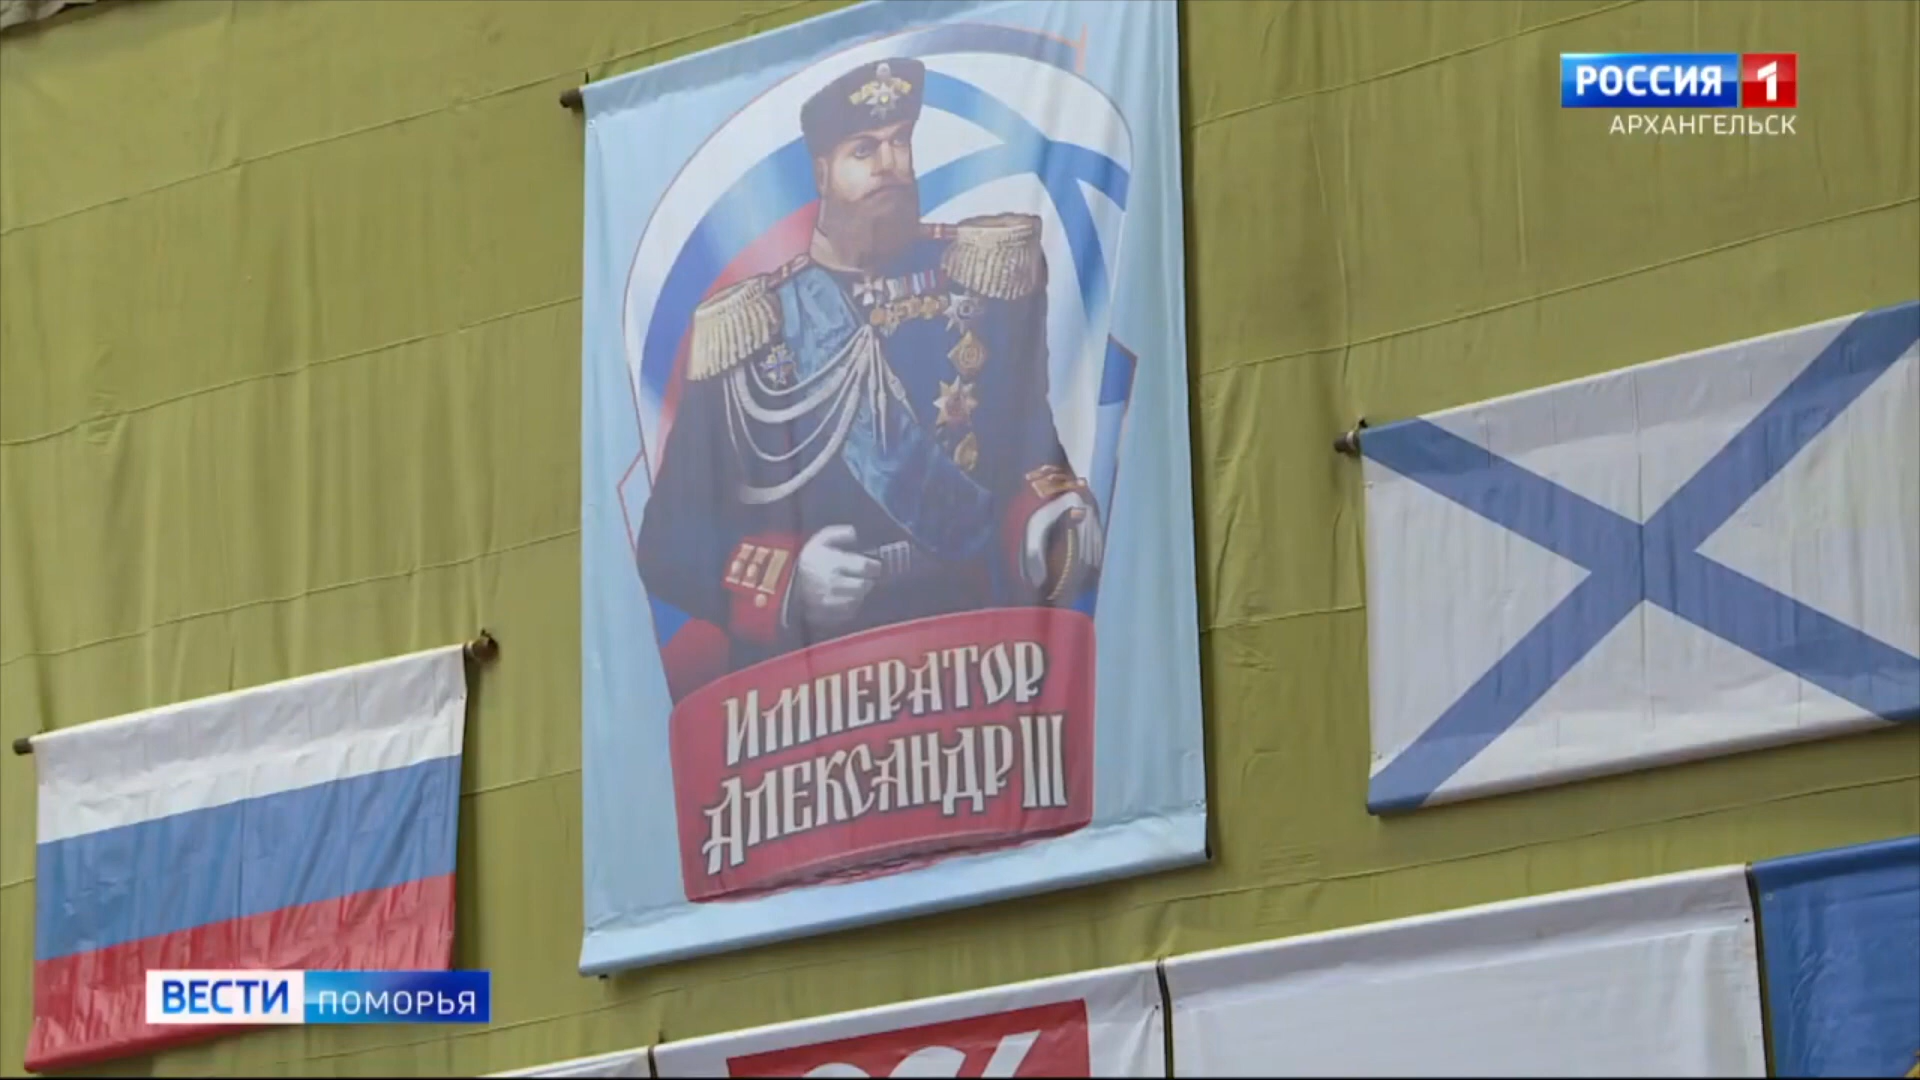 РОССИЯ 1
АРХАНГЕЛЬСК
ИМПЕРАТОР
АЛЕКСАНДР III
ВЕСТИ ПОМОРЬЯ